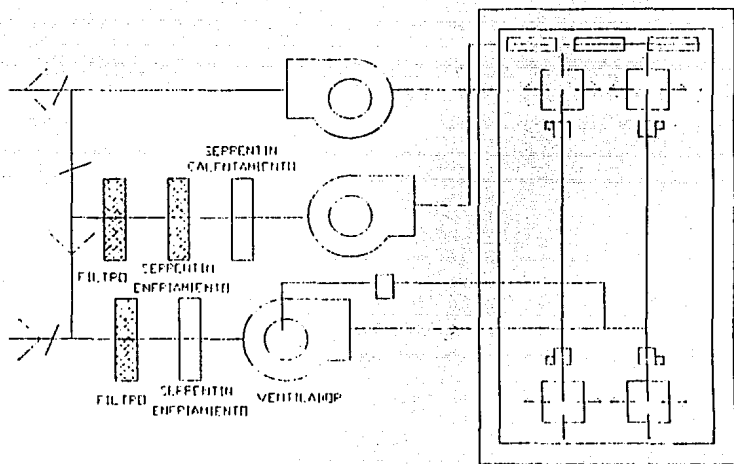 SERPENTIN
CALENTAMIENTO
FILTRO
SERPENTIN
ENFRIAMIENTO
FILTRO
SERPENTIN
ENFRIAMIENTO
VENTILADOR